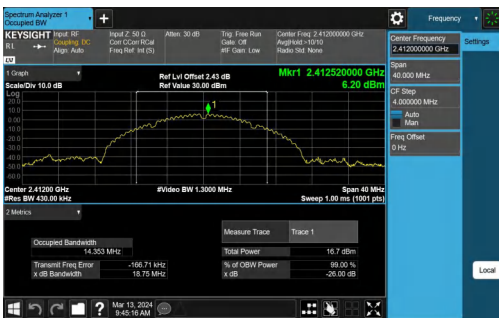 Spectrum Analyzer 1
Occupied BW
Frequency
KEYSIGHT Input: RF Input Z: 50 Ω Atten: 30 dB Trig: Free Run Center Freq: 2.412000000 GHz
RL Coupling: DC Corr CCorr RCal Gate: Off Avg|Hold >10/10
Align: Auto Freq Ref: Int (S) #IF Gain: Low Radio Std: None
LV
Center Frequency
2.412000000 GHz
Settings
Span
40.000 MHz
CF Step
4.000000 MHz
Auto
Man
Freq Offset
0 Hz
Local
1 Graph
Scale/Div 10.0 dB
Ref Lvl Offset 2.43 dB
Ref Value 30.00 dBm
Mkr1 2.412520000 GHz
6.20 dBm
Log
20.0
10.0
0.00
-10.0
-20.0
-30.0
-40.0
-50.0
-60.0
1
Center 2.41200 GHz #Video BW 1.3000 MHz Span 40 MHz
#Res BW 430.00 kHz Sweep 1.00 ms (1001 pts)
2 Metrics
Measure Trace Trace 1
Occupied Bandwidth
14.353 MHz Total Power 16.7 dBm
Transmit Freq Error -166.71 kHz % of OBW Power 99.00 %
x dB Bandwidth 18.75 MHz x dB -26.00 dB
? Mar 13, 2024
9:45:16 AM